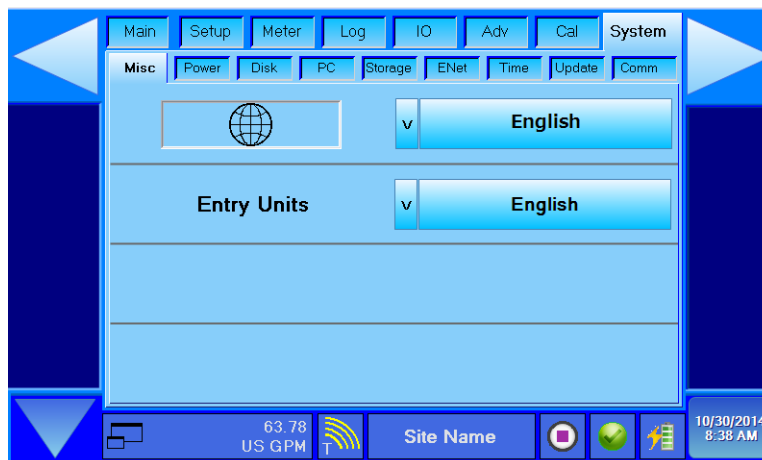 Main Setup Meter Log IO Adv Cal System
Misc Power Disk PC Storage ENet Time Update Comm
v English
Entry Units v English
63.78
US GPM
T
Site Name
10/30/2014
8:38 AM